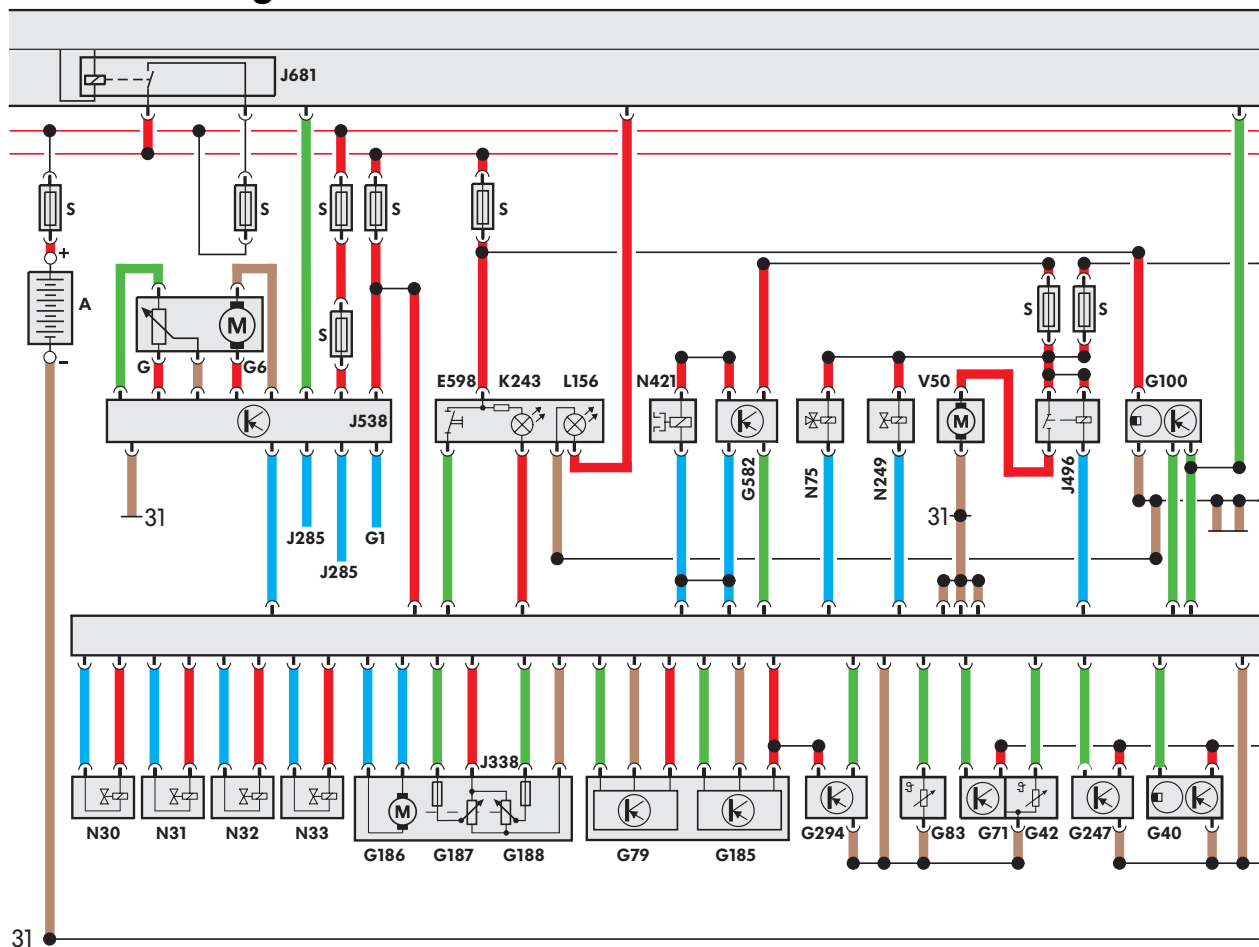 g
J681
S
S
S
S
S
S
S
S
+
A
-
M
G
G6
J538
E598
K243
L156
N421
G582
N75
N249
V50
M
J496
G100
31
J285
J285
G1
31
J338
M
N30
N31
N32
N33
G186
G187
G188
G79
G185
G294
G83
G71
G42
G247
G40
ϑ
ϑ
31